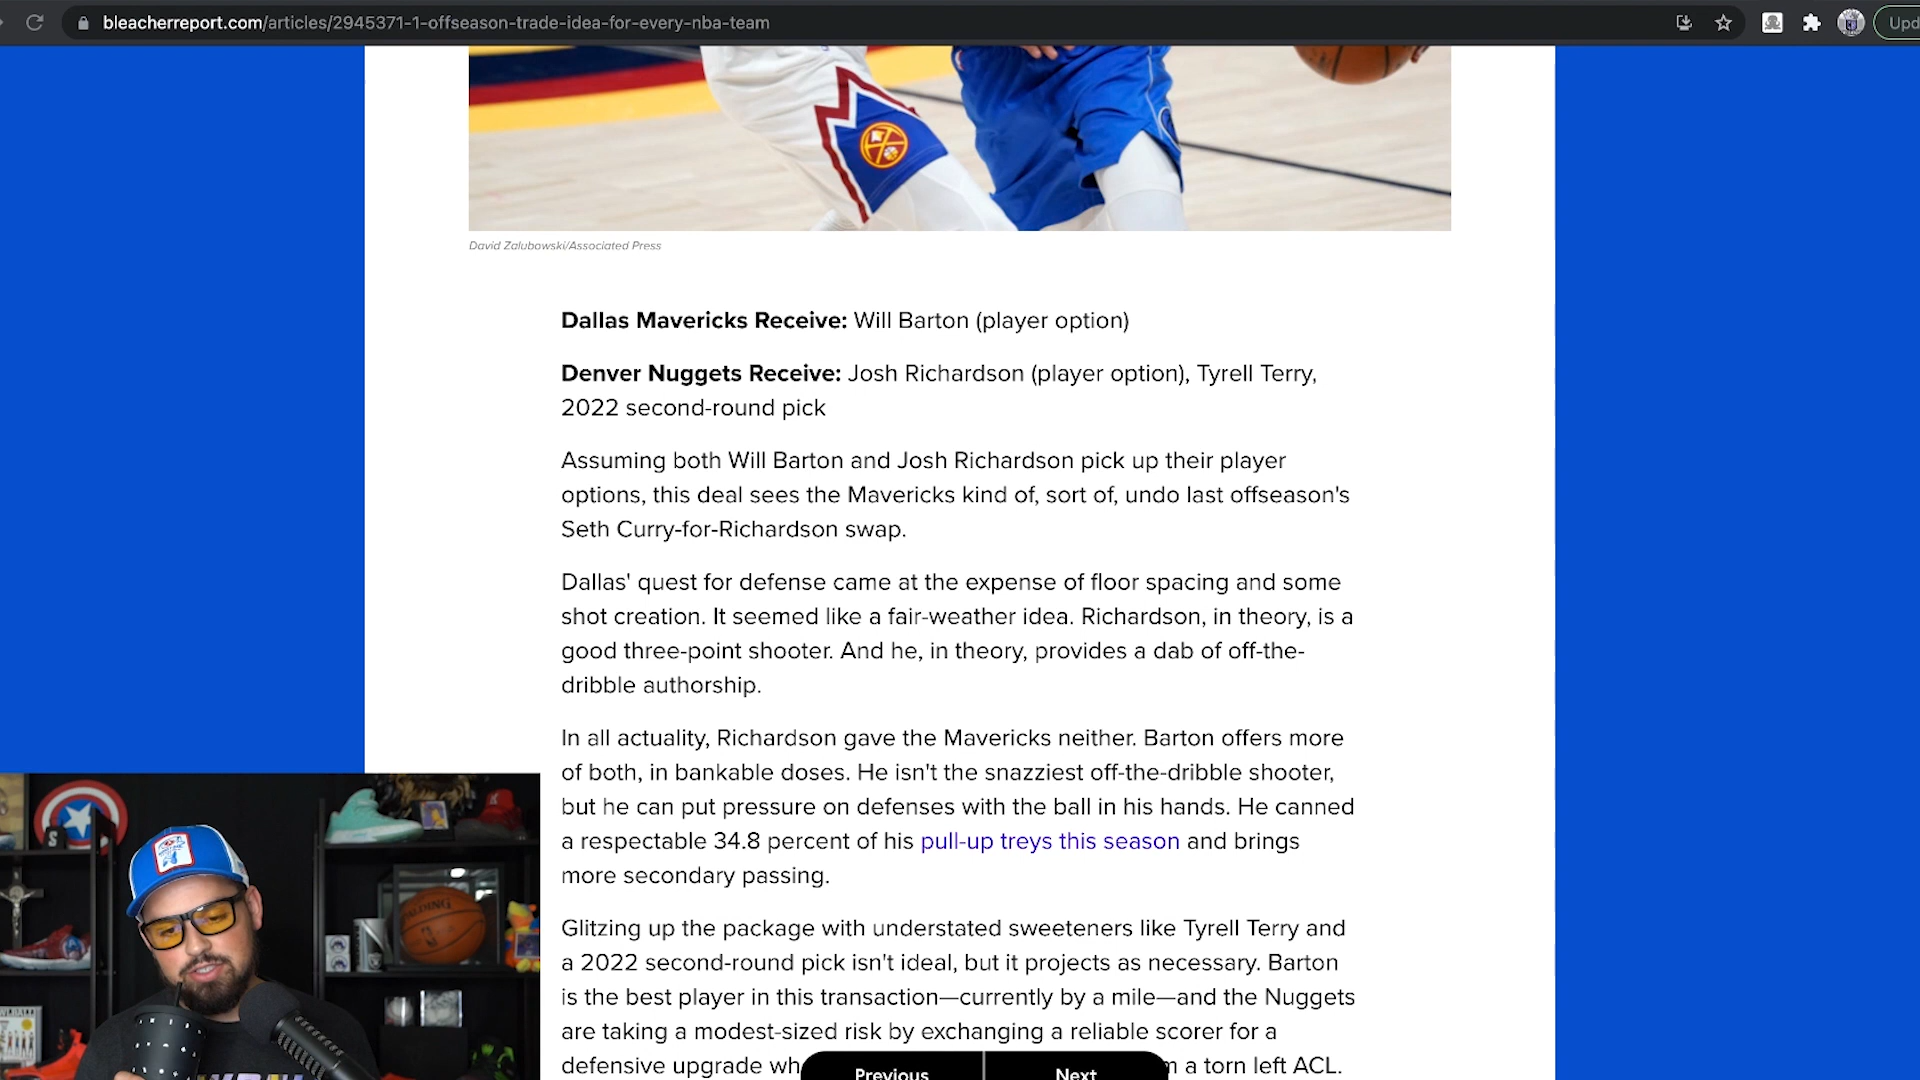 bleacherreport.com/articles/2945371-1-offseason-trade-idea-for-every-nba-team
Upd
David Zalubowski/Associated Press
Dallas Mavericks Receive: Will Barton (player option)
Denver Nuggets Receive: Josh Richardson (player option), Tyrell Terry,
2022 second-round pick
Assuming both Will Barton and Josh Richardson pick up their player
options, this deal sees the Mavericks kind of, sort of, undo last offseason's
Seth Curry-for-Richardson swap.
Dallas' quest for defense came at the expense of floor spacing and some
shot creation. It seemed like a fair-weather idea. Richardson, in theory, is a
good three-point shooter. And he, in theory, provides a dab of off-the-
dribble authorship.
In all actuality, Richardson gave the Mavericks neither. Barton offers more
of both, in bankable doses. He isn't the snazziest off-the-dribble shooter,
but he can put pressure on defenses with the ball in his hands. He canned
a respectable 34.8 percent of his pull-up treys this season and brings
more secondary passing.
Glitzing up the package with understated sweeteners like Tyrell Terry and
a 2022 second-round pick isn't ideal, but it projects as necessary. Barton
is the best player in this transaction—currently by a mile—and the Nuggets
are taking a modest-sized risk by exchanging a reliable scorer for a
defensive upgrade wh
a torn left ACL.
Previous
Next
SPALDING